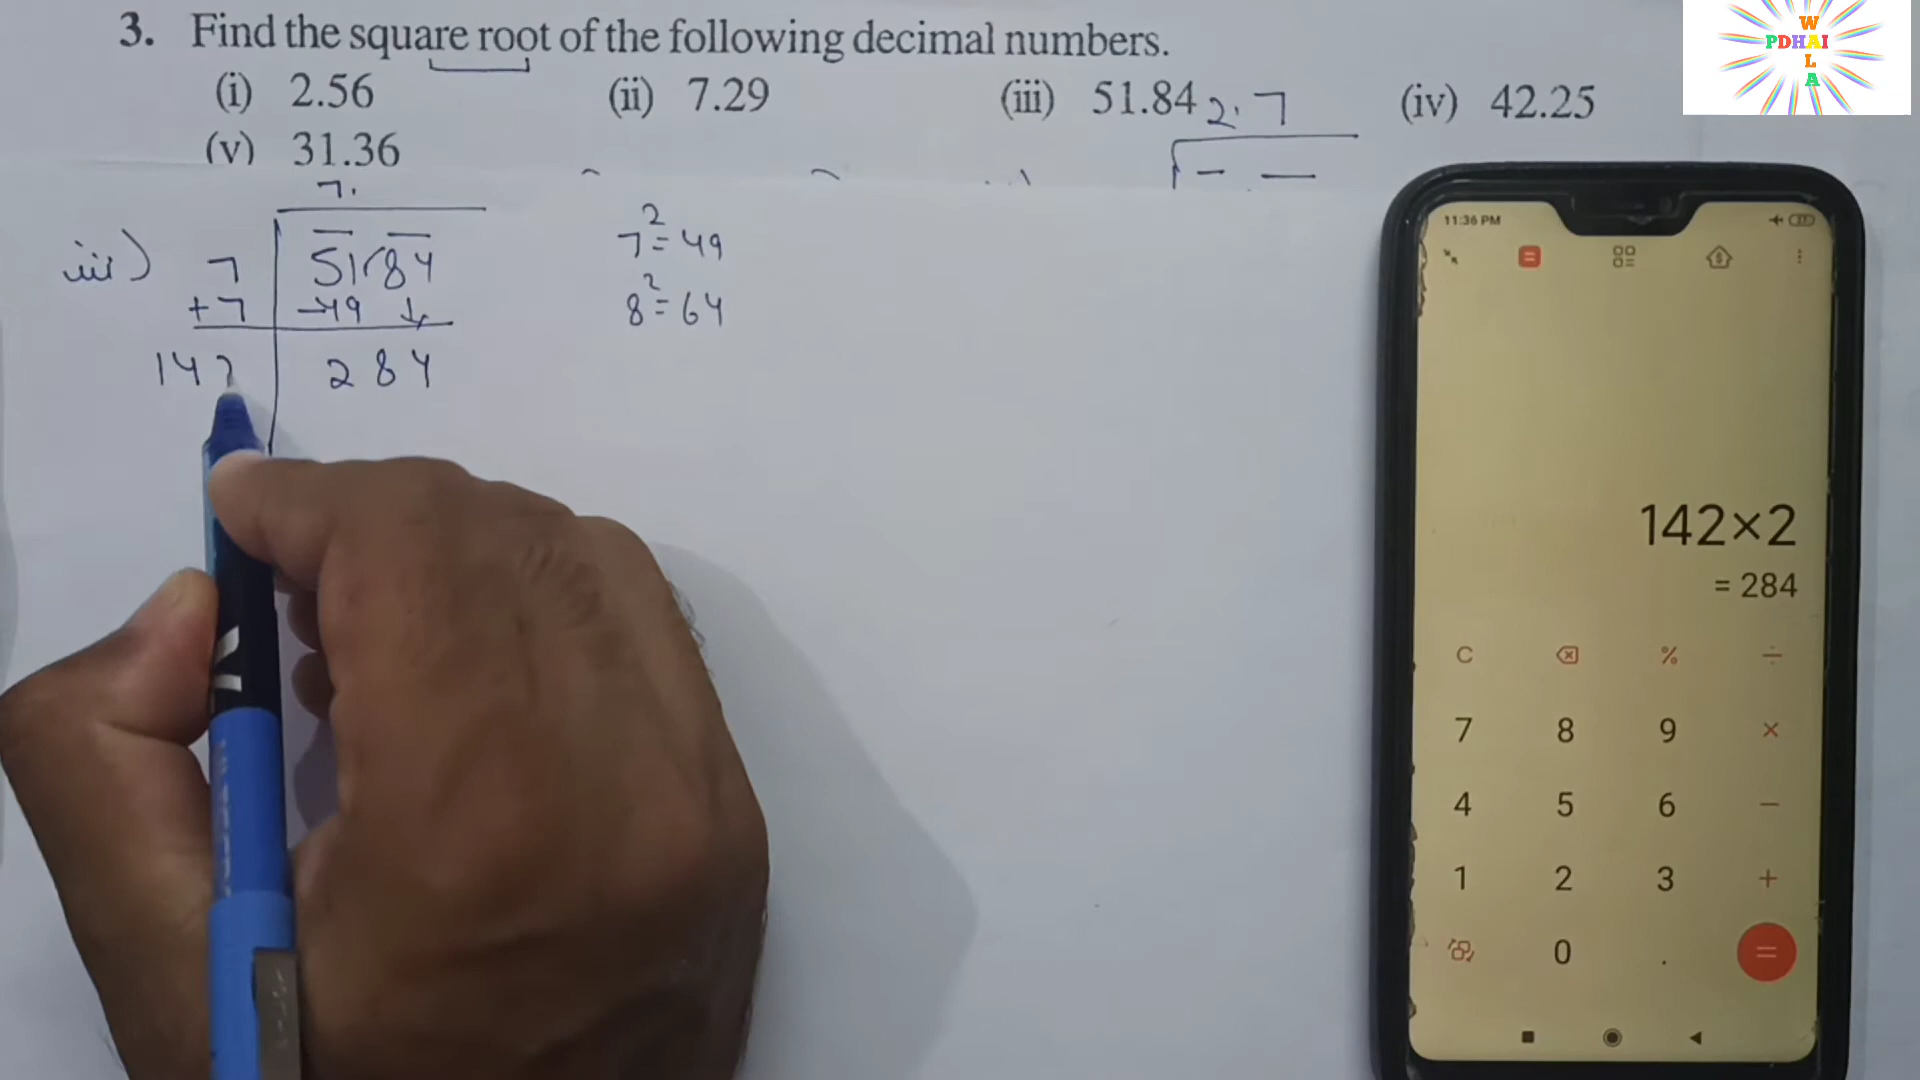 3. Find the square root of the following decimal numbers.
(i) 2.56 (ii) 7.29 (iii) 51.84 (iv) 42.25
(v) 31.36
2.7
7.
iii) 7 51.84
+7 -49
142 284
7²=49
8²=64
PDHAI
WALA
11:36 PM
142×2
= 284
C % ÷
7 8 9 ×
4 5 6 −
1 2 3 +
0 . =